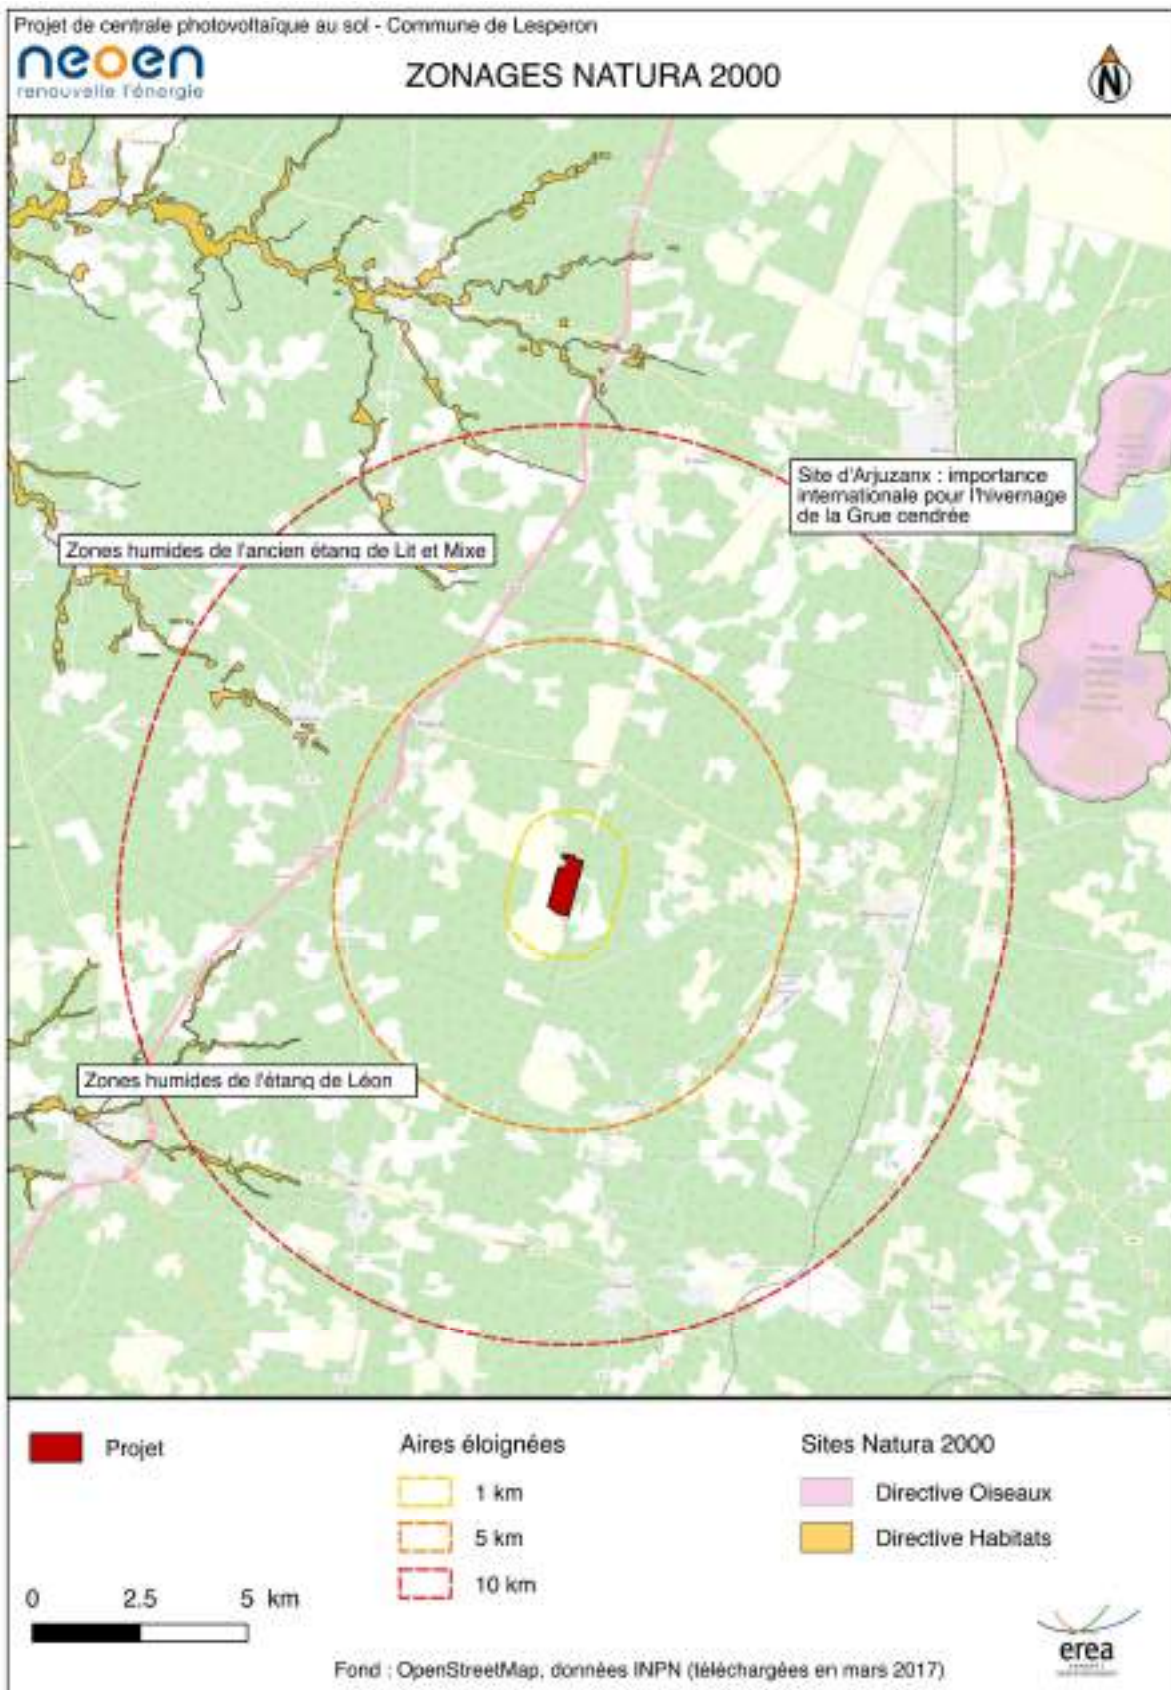 Projet de centrale photovoltaïque au sol - Commune de Lesperon
neoen
renouvelle l'énergie
ZONAGES NATURA 2000
N
Site d'Arjuzanx : importance
internationale pour l'hivernage
de la Grue cendrée
Zones humides de l'ancien étang de Lit et Mixe
Zones humides de l'étang de Léon
Projet
Aires éloignées
1 km
5 km
10 km
Sites Natura 2000
Directive Oiseaux
Directive Habitats
0 2.5 5 km
erea
Fond : OpenStreetMap, données INPN (téléchargées en mars 2017)